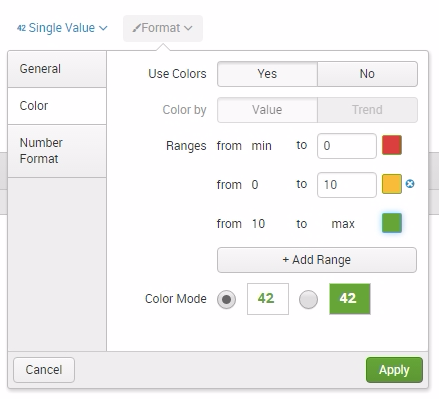 42 Single Value Format
General
Use Colors Yes No
Color
Color by Value Trend
Number
Format
Ranges from min to 0
from 0 to 10
from 10 to max
+ Add Range
Color Mode 42 42
Cancel Apply